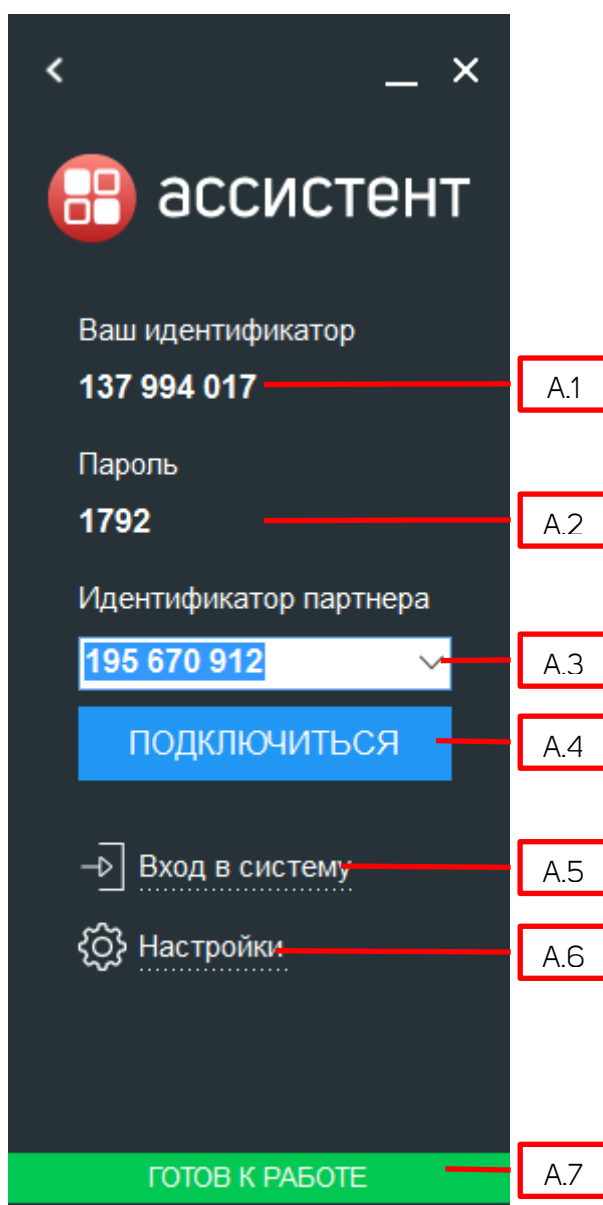 ассистент
Ваш идентификатор
137 994 017
A.1
Пароль
1792
A.2
Идентификатор партнера
195 670 912
A.3
ПОДКЛЮЧИТЬСЯ
A.4
Вход в систему
A.5
Настройки
A.6
ГОТОВ К РАБОТЕ
A.7